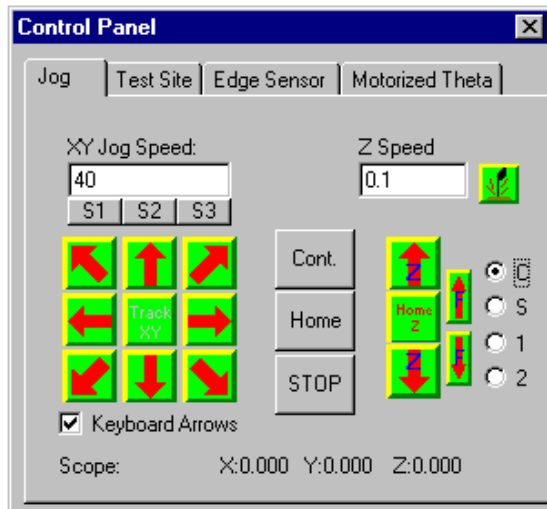 Control Panel
Jog Test Site Edge Sensor Motorized Theta
XY Jog Speed: Z Speed
40 0.1
S1 S2 S3
Cont. Z C
Track XY Home Home Z F S
STOP Z F 1
2
Keyboard Arrows
Scope: X:0.000 Y:0.000 Z:0.000